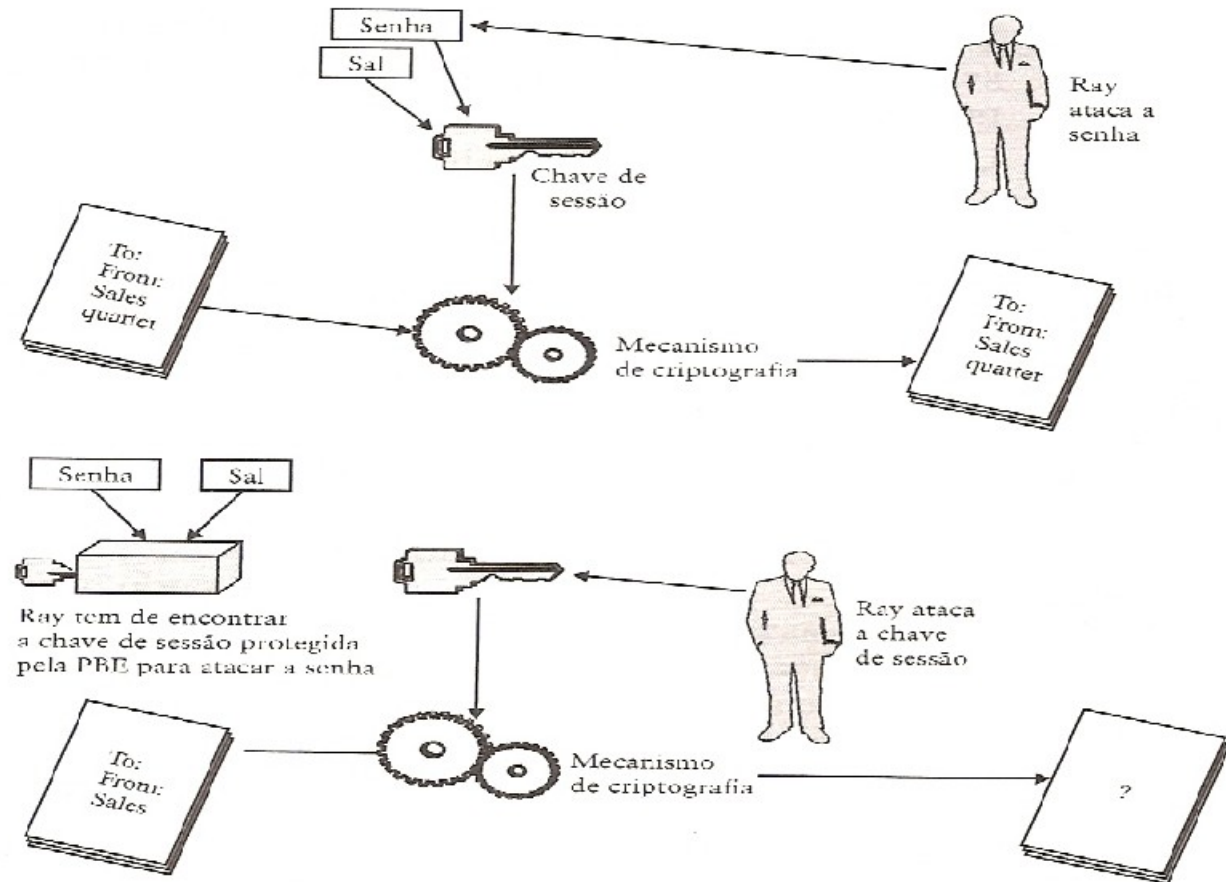 Senha
Sal
Ray
ataca a
senha
Chave de
sessão
To:
From:
Sales
quartet
Mecanismo
de criptografia
To:
From:
Sales
quartet
Senha
Sal
Ray tem de encontrar
a chave de sessão protegida
pela PBE para atacar a senha
Ray ataca
a chave
de sessão
To:
From:
Sales
Mecanismo
de criptografia
?